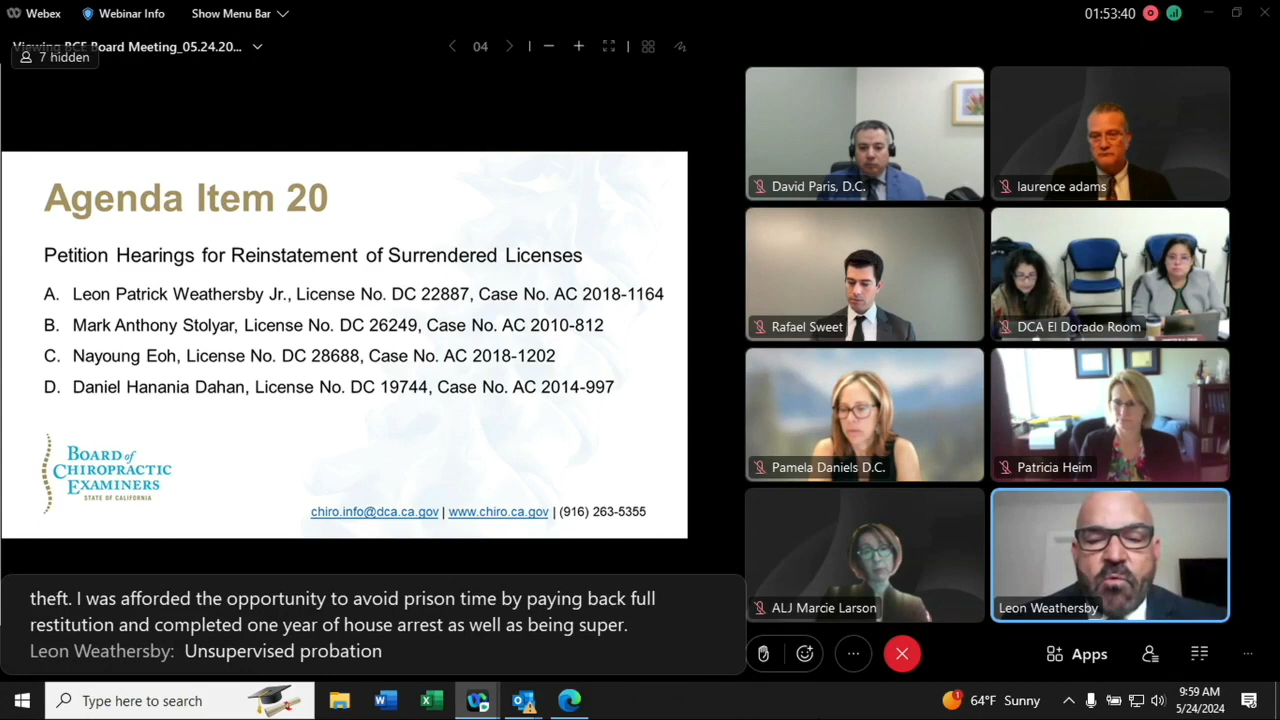 Webex
Webinar Info
Show Menu Bar
01:53:40
Viewing BCE Board Meeting_05.24.20...
04
7 hidden
Agenda Item 20
Petition Hearings for Reinstatement of Surrendered Licenses
A. Leon Patrick Weathersby Jr., License No. DC 22887, Case No. AC 2018-1164
B. Mark Anthony Stolyar, License No. DC 26249, Case No. AC 2010-812
C. Nayoung Eoh, License No. DC 28688, Case No. AC 2018-1202
D. Daniel Hanania Dahan, License No. DC 19744, Case No. AC 2014-997
BOARD of
CHIROPRACTIC
EXAMINERS
STATE OF CALIFORNIA
chiro.info@dca.ca.gov | www.chiro.ca.gov | (916) 263-5355
David Paris, D.C.
laurence adams
Rafael Sweet
DCA El Dorado Room
Pamela Daniels D.C.
Patricia Heim
ALJ Marcie Larson
Leon Weathersby
theft. I was afforded the opportunity to avoid prison time by paying back full
restitution and completed one year of house arrest as well as being super.
Leon Weathersby: Unsupervised probation
Apps
Type here to search
1
64°F Sunny
9:59 AM
5/24/2024